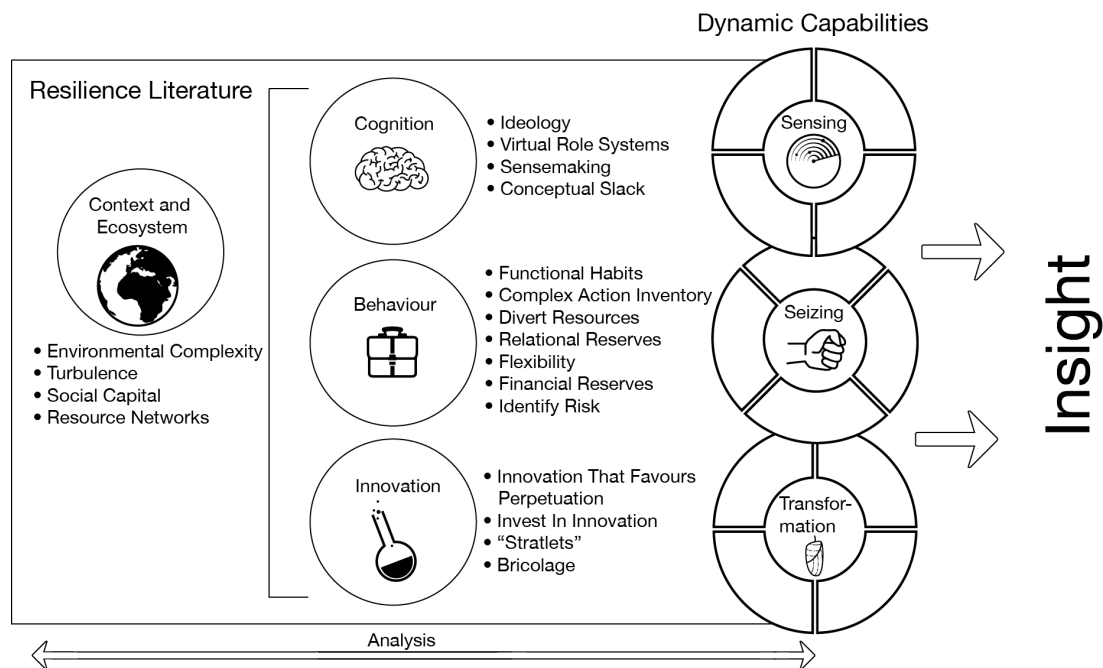 Dynamic Capabilities
Resilience Literature
Context and
Ecosystem
• Environmental Complexity
• Turbulence
• Social Capital
• Resource Networks
Cognition
• Ideology
• Virtual Role Systems
• Sensemaking
• Conceptual Slack
Behaviour
• Functional Habits
• Complex Action Inventory
• Divert Resources
• Relational Reserves
• Flexibility
• Financial Reserves
• Identify Risk
Innovation
• Innovation That Favours
Perpetuation
• Invest In Innovation
• “Stratlets”
• Bricolage
Sensing
Seizing
Transfor-
mation
Insight
Analysis